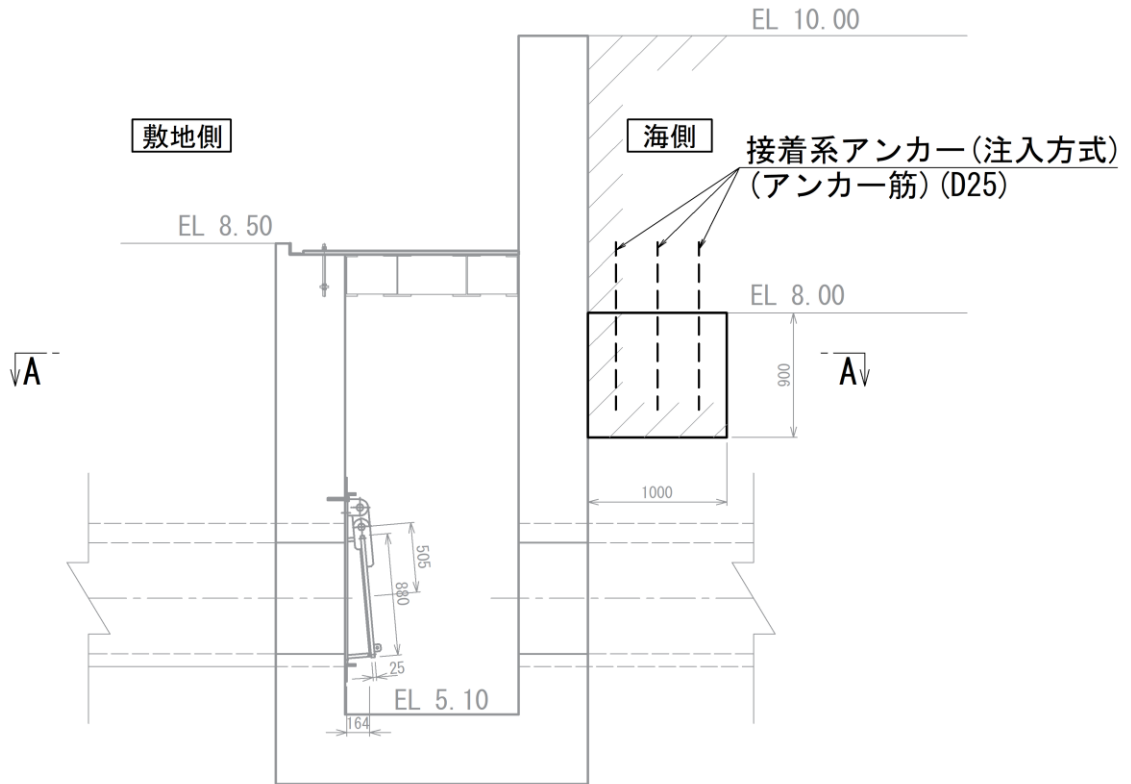 EL 10.00
敷地側
海側
接着系アンカー(注入方式)
(アンカー筋)(D25)
EL 8.50
EL 8.00
A
A
900
1000
505
880
25
EL 5.10
164